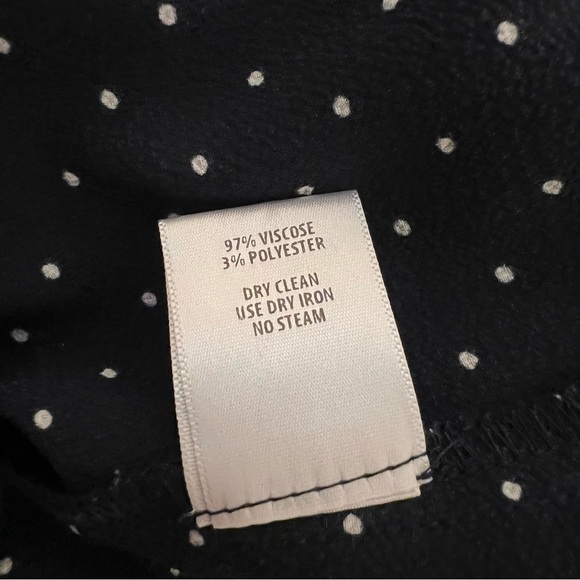 97% VISCOSE
3% POLYESTER
DRY CLEAN
USE DRY IRON
NO STEAM